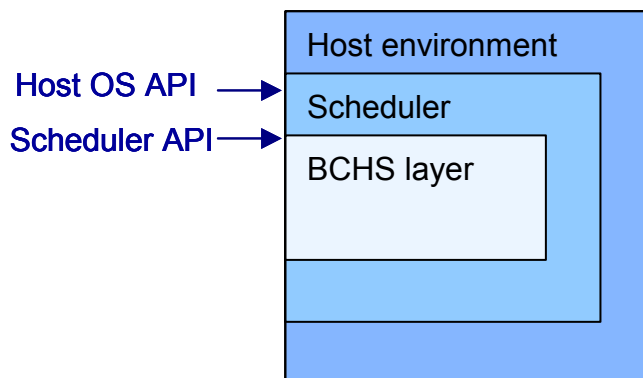 Host environment
Host OS API
Scheduler
Scheduler API
BCHS layer